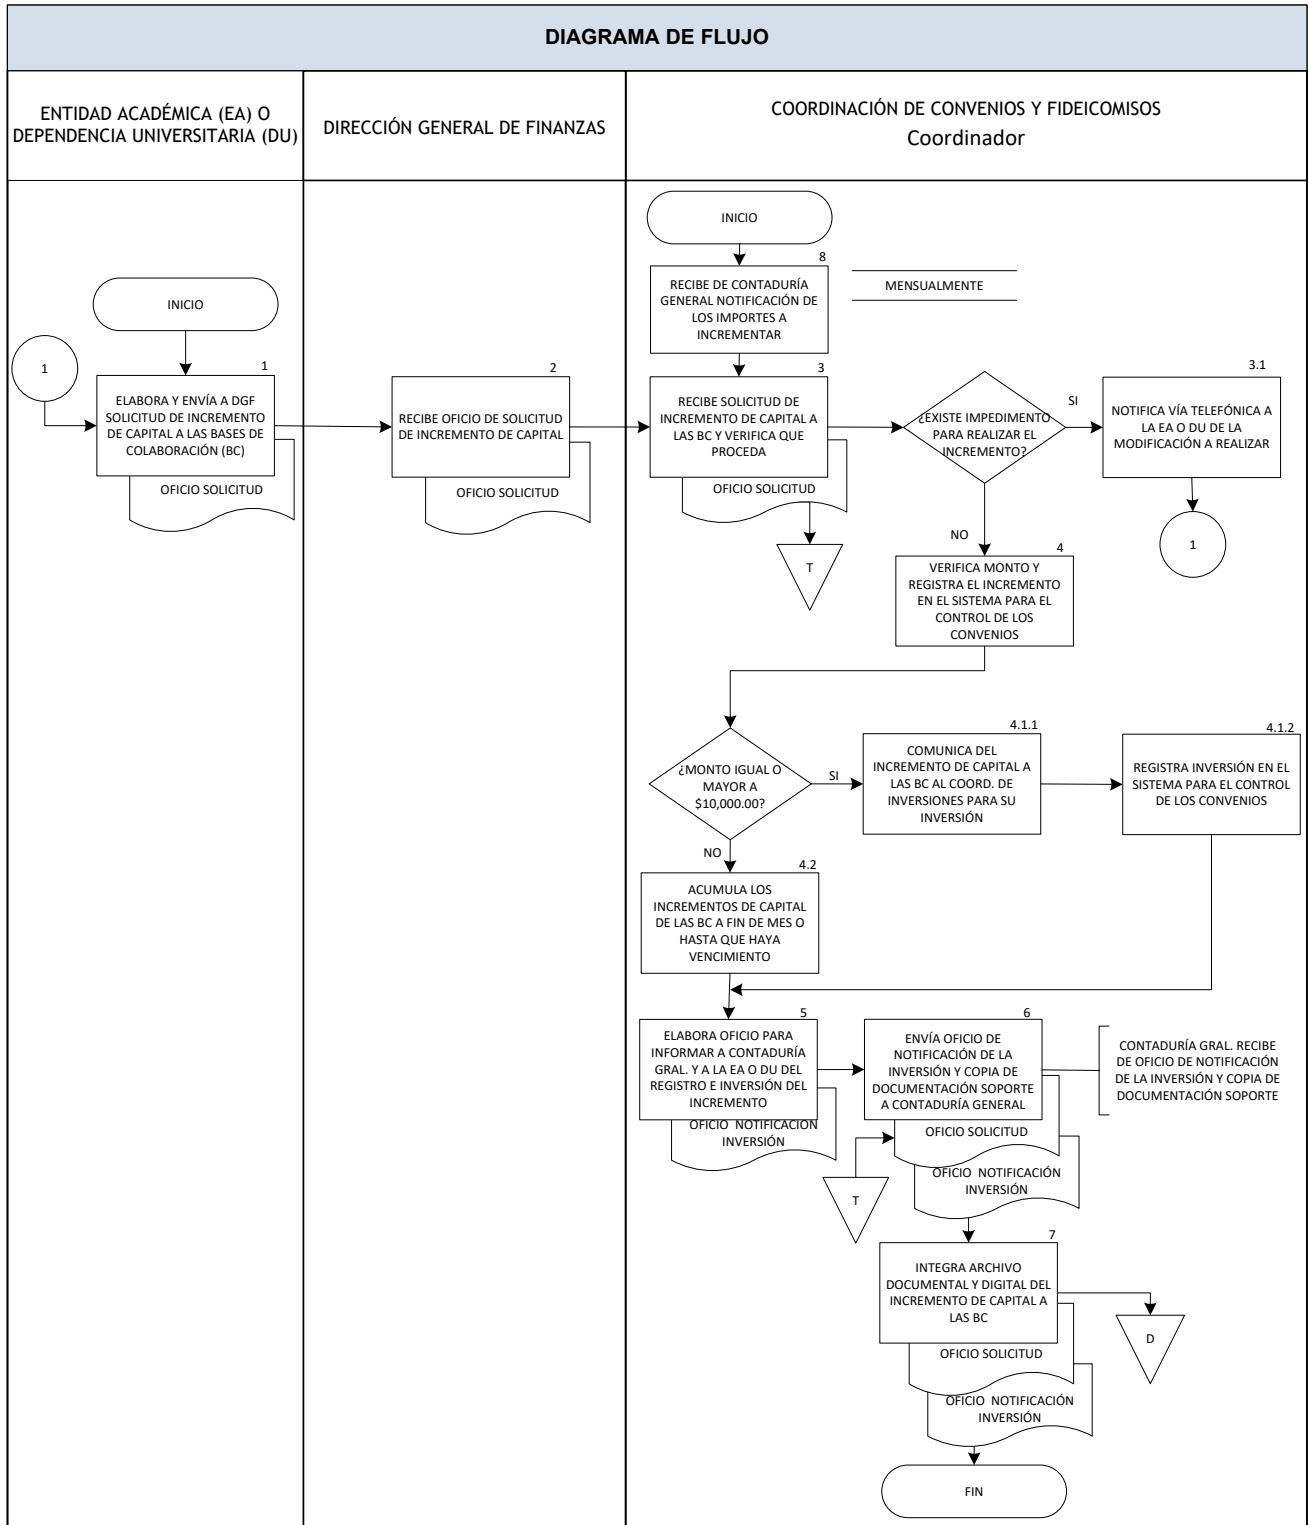 DIAGRAMA DE FLUJO
ENTIDAD ACADÉMICA (EA) O
DEPENDENCIA UNIVERSITARIA (DU)
DIRECCIÓN GENERAL DE FINANZAS
COORDINACIÓN DE CONVENIOS Y FIDEICOMISOS
Coordinador
INICIO
8
RECIBE DE CONTADURÍA
GENERAL NOTIFICACIÓN DE
LOS IMPORTES A
INCREMENTAR
MENSUALMENTE
INICIO
1
1
ELABORA Y ENVÍA A DGF
SOLICITUD DE INCREMENTO
DE CAPITAL A LAS BASES DE
COLABORACIÓN (BC)
OFICIO SOLICITUD
2
RECIBE OFICIO DE SOLICITUD
DE INCREMENTO DE CAPITAL
OFICIO SOLICITUD
3
RECIBE SOLICITUD DE
INCREMENTO DE CAPITAL A
LAS BC Y VERIFICA QUE
PROCEDA
OFICIO SOLICITUD
T
¿EXISTE IMPEDIMENTO
PARA REALIZAR EL
INCREMENTO?
SI
3.1
NOTIFICA VÍA TELEFÓNICA A
LA EA O DU DE LA
MODIFICACIÓN A REALIZAR
1
NO
4
VERIFICA MONTO Y
REGISTRA EL INCREMENTO
EN EL SISTEMA PARA EL
CONTROL DE LOS
CONVENIOS
¿MONTO IGUAL O
MAYOR A
$10,000.00?
SI
4.1.1
COMUNICA DEL
INCREMENTO DE CAPITAL A
LAS BC AL COORD. DE
INVERSIONES PARA SU
INVERSIÓN
4.1.2
REGISTRA INVERSIÓN EN EL
SISTEMA PARA EL CONTROL
DE LOS CONVENIOS
NO
4.2
ACUMULA LOS
INCREMENTOS DE CAPITAL
DE LAS BC A FIN DE MES O
HASTA QUE HAYA
VENCIMIENTO
5
ELABORA OFICIO PARA
INFORMAR A CONTADURÍA
GRAL. Y A LA EA O DU DEL
REGISTRO E INVERSIÓN DEL
INCREMENTO
OFICIO NOTIFICACIÓN
INVERSIÓN
6
ENVÍA OFICIO DE
NOTIFICACIÓN DE LA
INVERSIÓN Y COPIA DE
DOCUMENTACIÓN SOPORTE
A CONTADURÍA GENERAL
OFICIO SOLICITUD
OFICIO NOTIFICACIÓN
INVERSIÓN
T
CONTADURÍA GRAL. RECIBE
DE OFICIO DE NOTIFICACIÓN
DE LA INVERSIÓN Y COPIA DE
DOCUMENTACIÓN SOPORTE
7
INTEGRA ARCHIVO
DOCUMENTAL Y DIGITAL DEL
INCREMENTO DE CAPITAL A
LAS BC
OFICIO SOLICITUD
OFICIO NOTIFICACIÓN
INVERSIÓN
D
FIN